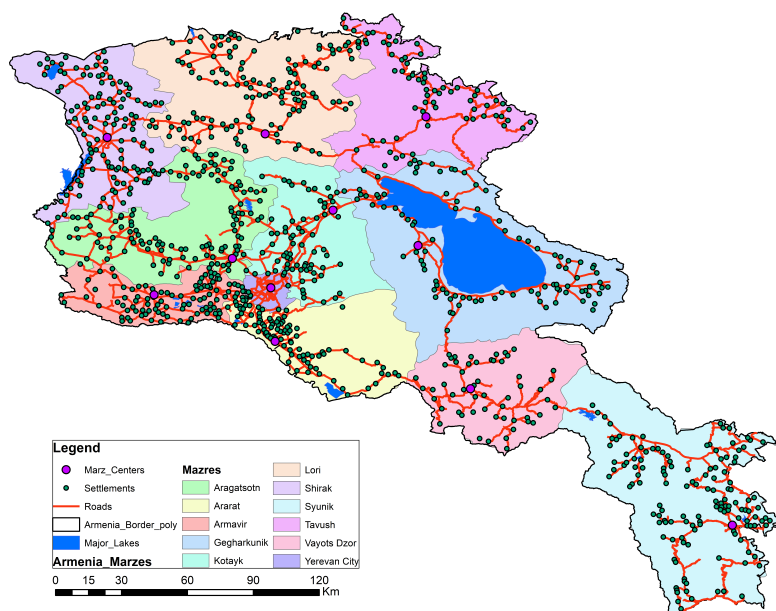 Legend
Marz_Centers
Settlements
Roads
Armenia_Border_poly
Major_Lakes
Armenia_Marzes
Mazres
Aragatsotn
Ararat
Armavir
Gegharkunik
Kotayk
Lori
Shirak
Syunik
Tavush
Vayots Dzor
Yerevan City
0 15 30 60 90 120
Km